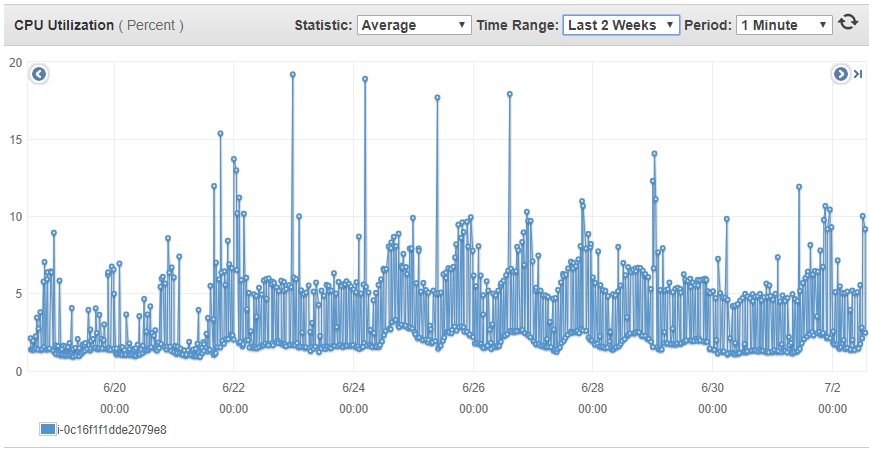 CPU Utilization ( Percent ) Statistic: Average Time Range: Last 2 Weeks Period: 1 Minute
20
15
10
5
0
6/20 6/22 6/24 6/26 6/28 6/30 7/2
00:00 00:00 00:00 00:00 00:00 00:00 00:00
i-0c16f1f1dde2079e8